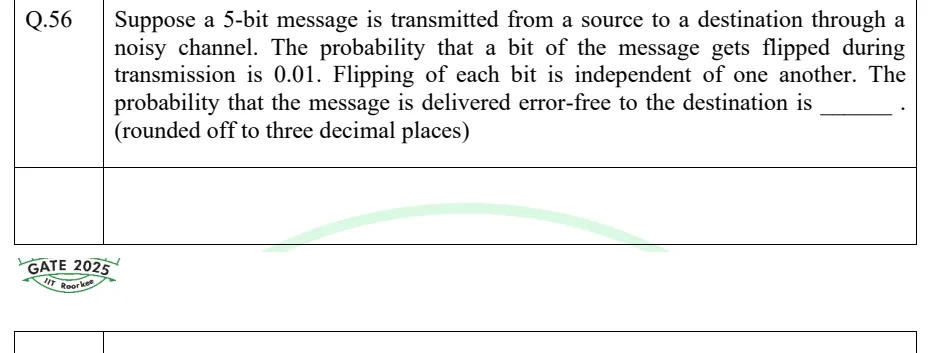 Q.56
Suppose a 5-bit message is transmitted from a source to a destination through a
noisy channel. The probability that a bit of the message gets flipped during
transmission is 0.01. Flipping of each bit is independent of one another. The
probability that the message is delivered error-free to the destination is ______ .
(rounded off to three decimal places)
GATE 2025
IIT Roorkee